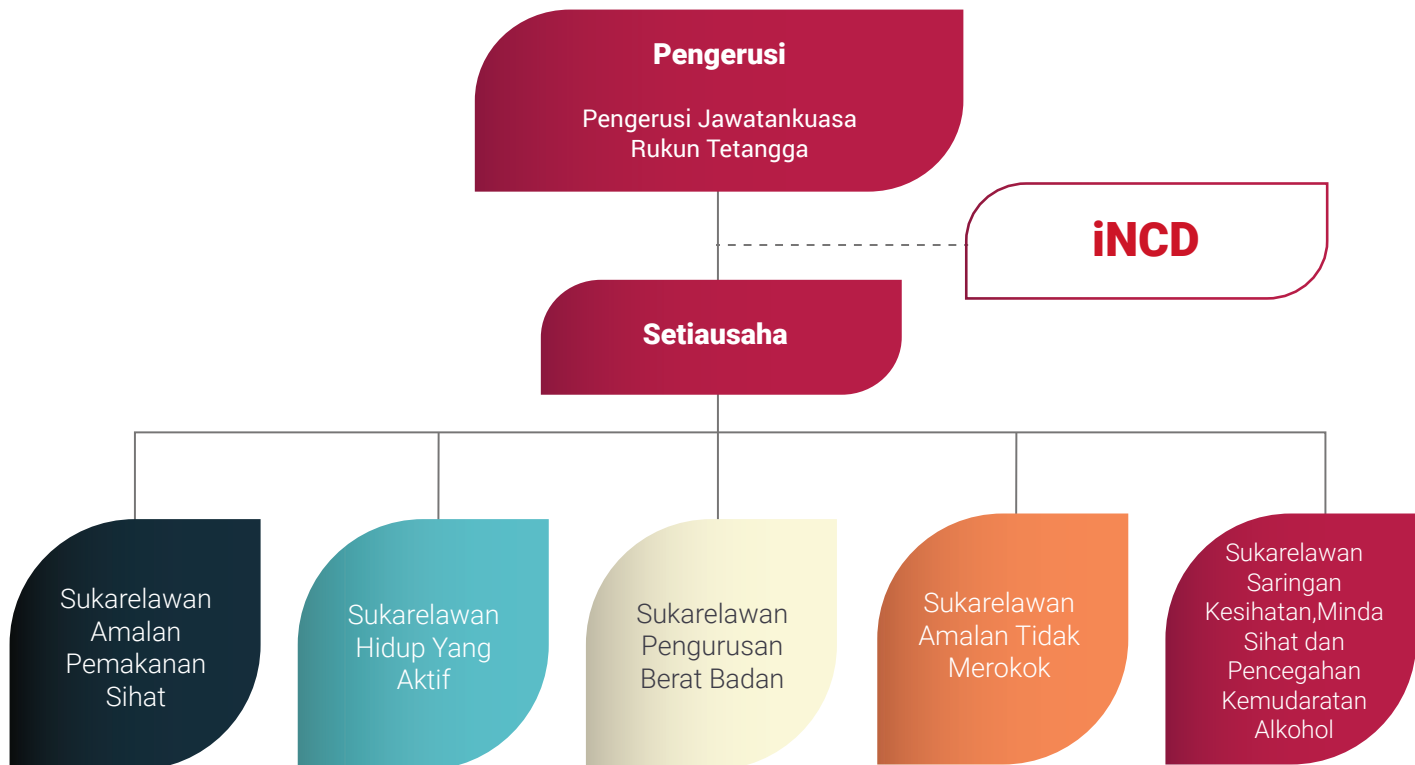 Pengerusi
Pengerusi Jawatankuasa
Rukun Tetangga
iNCD
Setiausaha
Sukarelawan
Amalan
Pemakanan
Sihat
Sukarelawan
Hidup Yang
Aktif
Sukarelawan
Pengurusan
Berat Badan
Sukarelawan
Amalan Tidak
Merokok
Sukarelawan
Saringan
Kesihatan,Minda
Sihat dan
Pencegahan
Kemudaratan
Alkohol